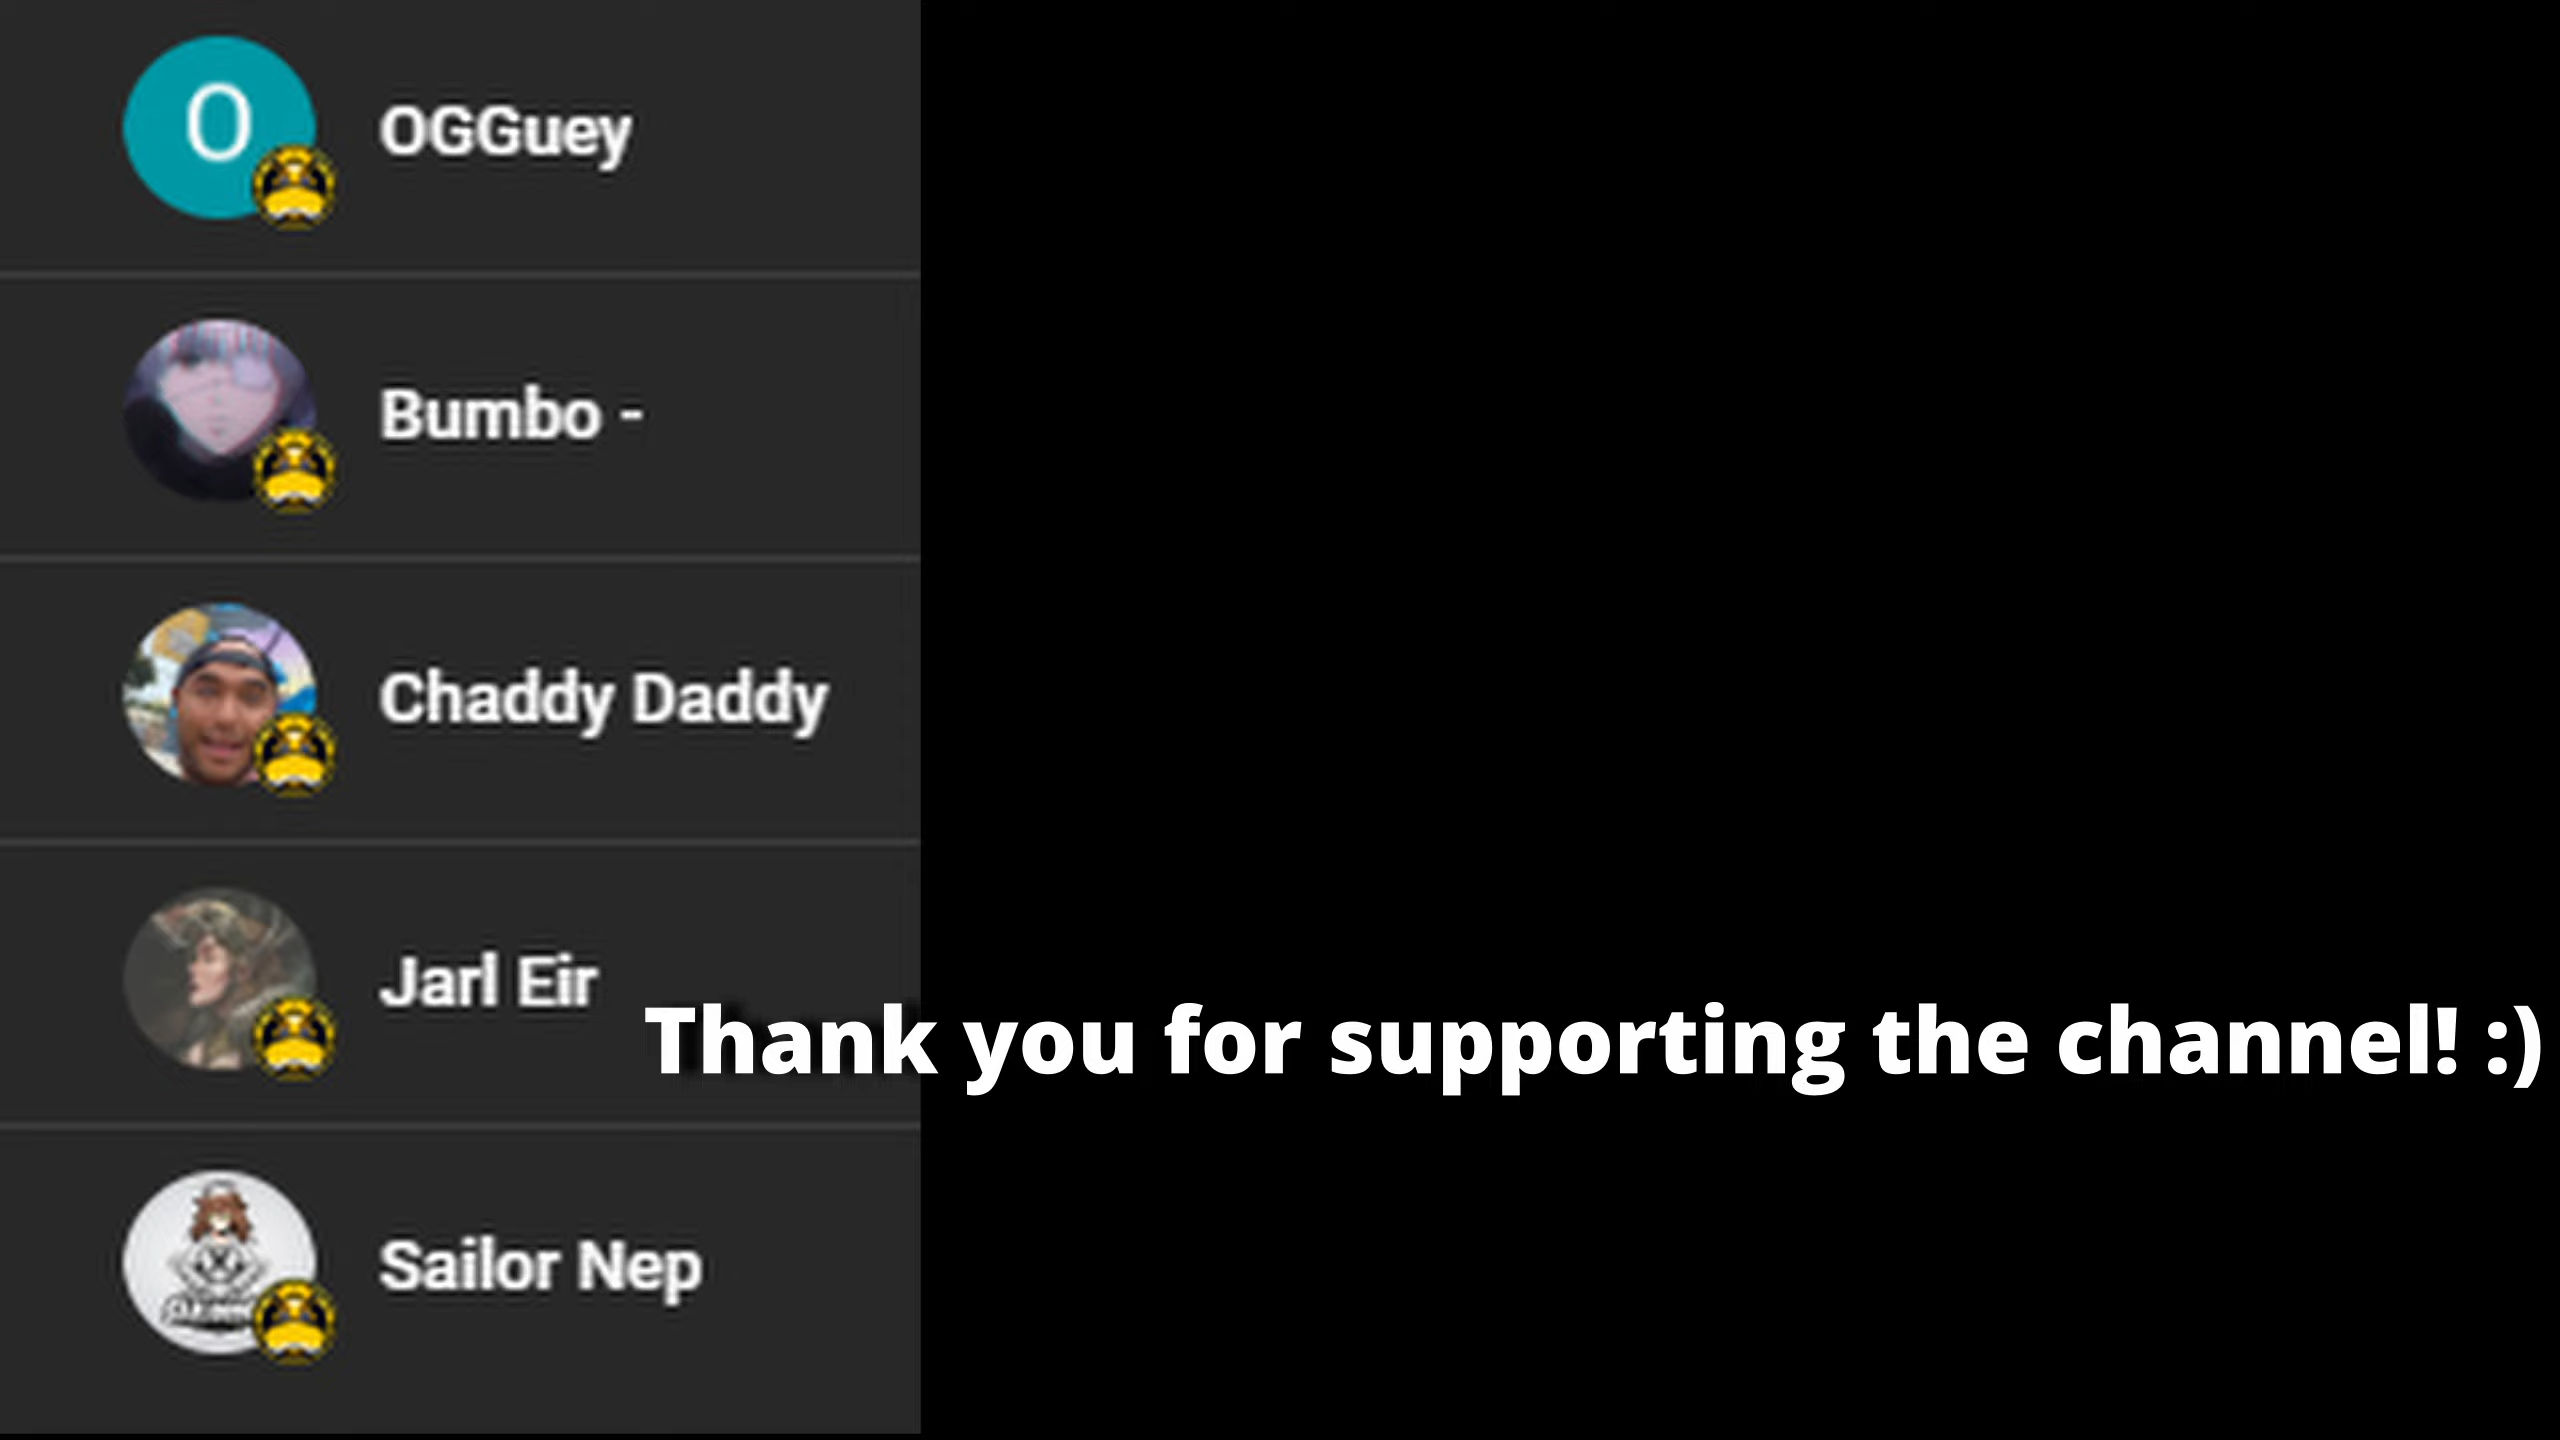 O
OGGuey
Bumbo -
Chaddy Daddy
Jarl Eir
Thank you for supporting the channel! :)
Sailor Nep